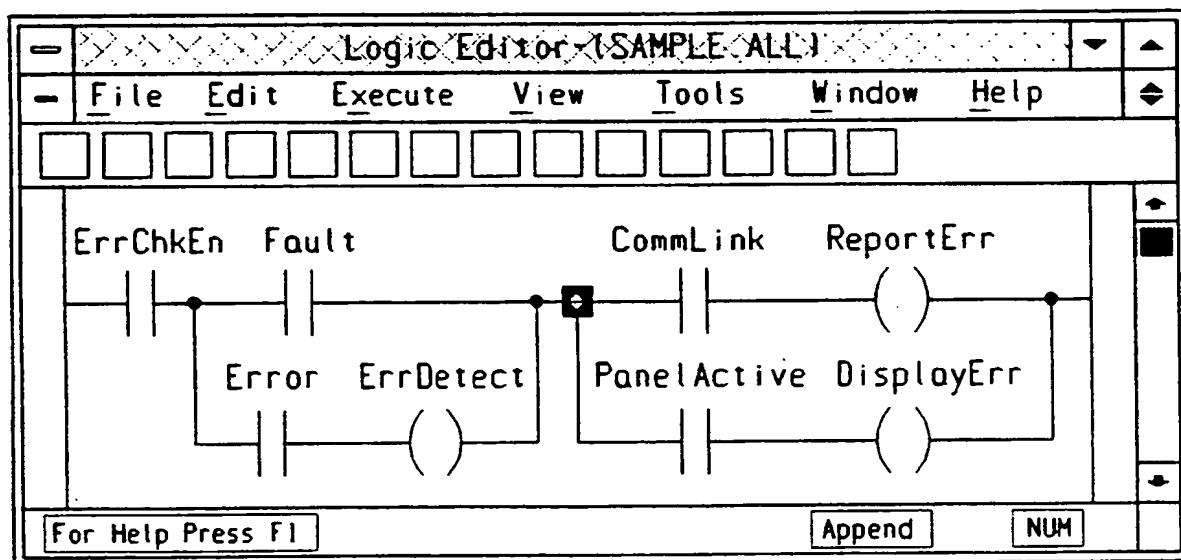 Logic Editor-(SAMPLE.ALL)
File Edit Execute View Tools Window Help
ErrChkEn Fault CommLink ReportErr
Error ErrDetect PanelActive DisplayErr
For Help Press F1 Append NUM